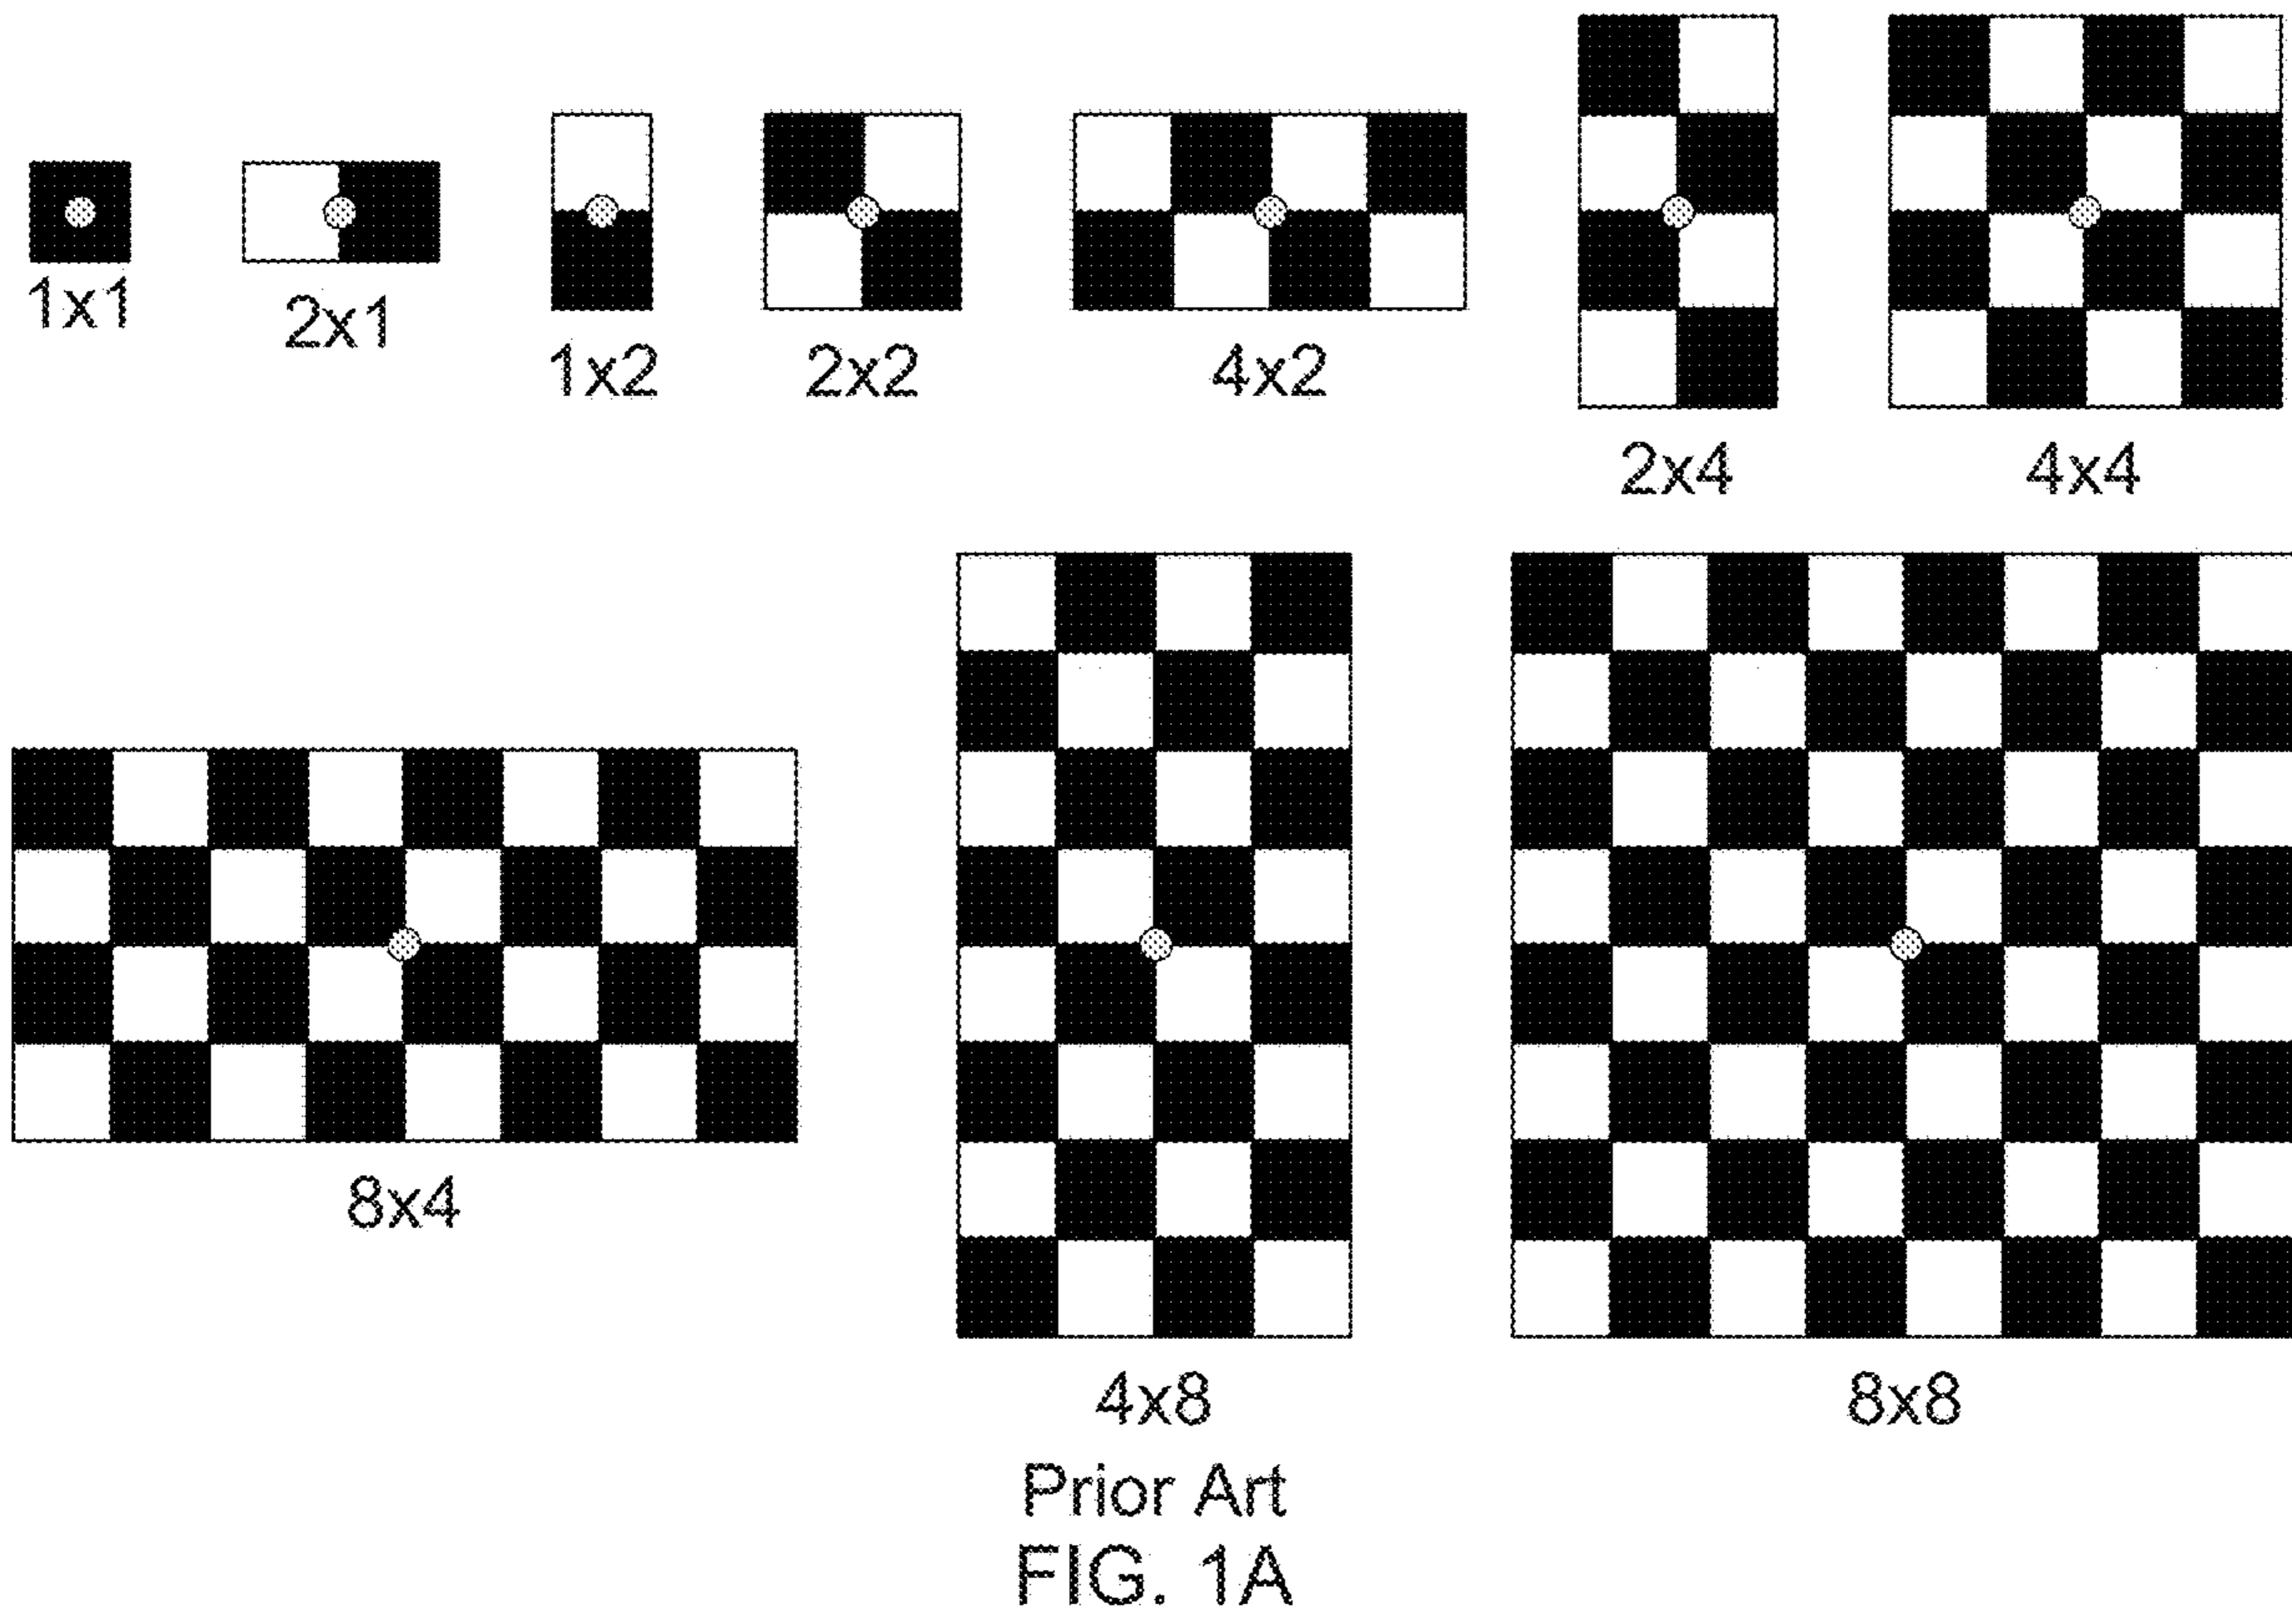 1x1
2x1
1x2
2x2
4x2
2x4
4x4
8x4
4x8
8x8
Prior Art
FIG. 1A